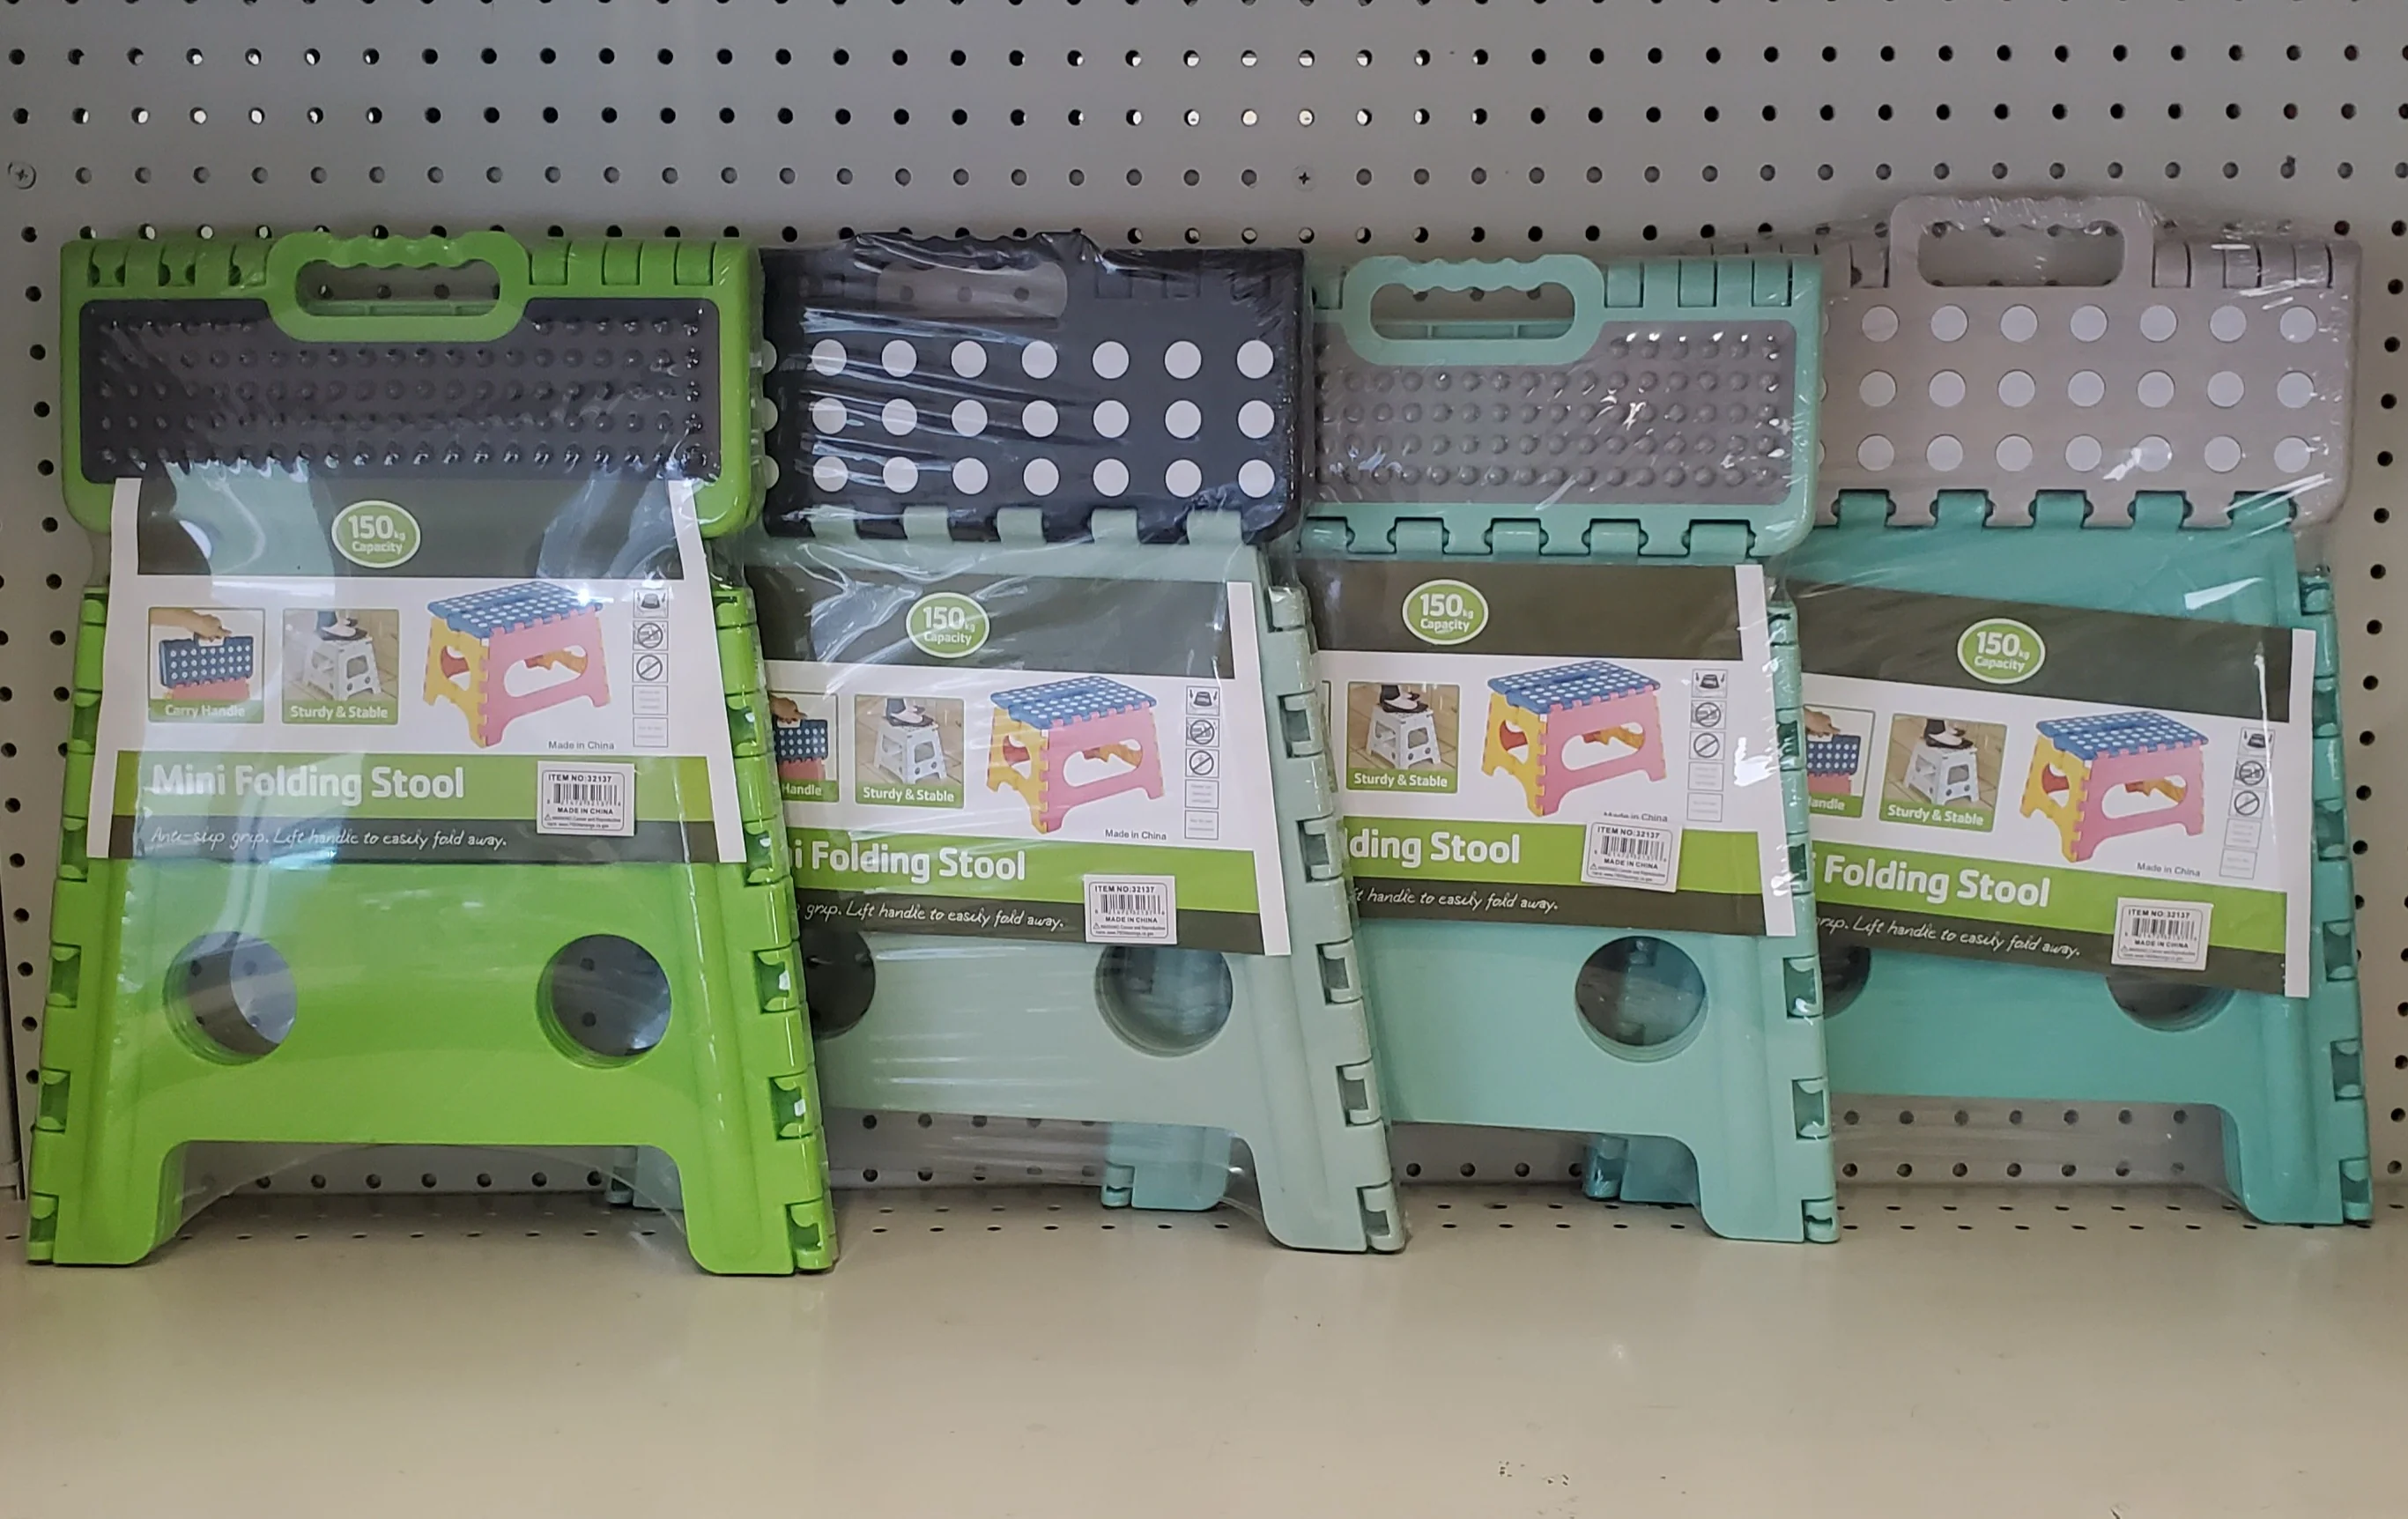 150kg
Capacity
Carry Handle
Sturdy & Stable
Made in China
Mini Folding Stool
ITEM NO:32137
MADE IN CHINA
Anti-slip grip. Lift handle to easily fold away.
150kg
Capacity
Handle
Sturdy & Stable
Made in China
i Folding Stool
ITEM NO:32137
MADE IN CHINA
grip. Lift handle to easily fold away.
150kg
Capacity
Sturdy & Stable
Made in China
ding Stool
ITEM NO:32137
MADE IN CHINA
ft handle to easily fold away.
150kg
Capacity
andle
Sturdy & Stable
Made in China
i Folding Stool
ITEM NO:32137
MADE IN CHINA
grip. Lift handle to easily fold away.